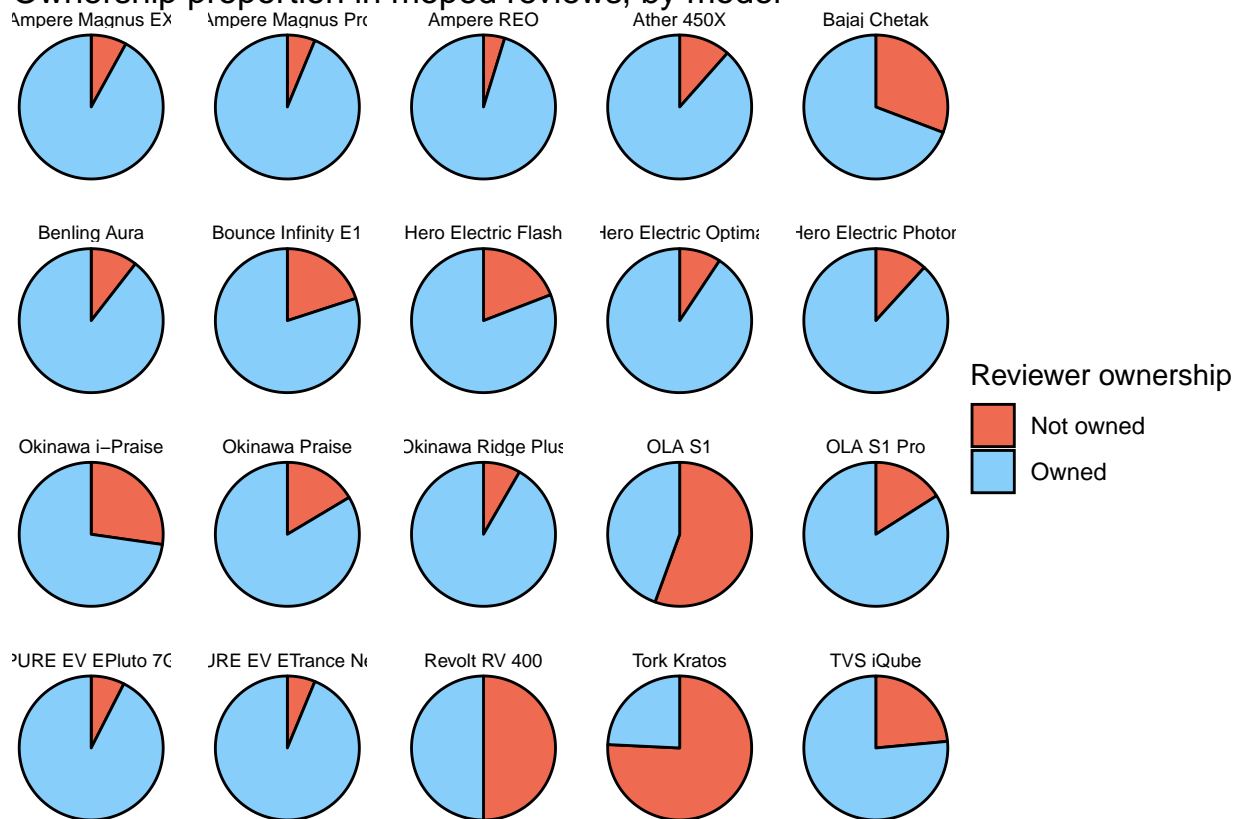 Ownership proportion in moped reviews, by model
Ampere Magnus EX
Ampere Magnus Pro
Ampere REO
Ather 450X
Bajaj Chetak
Benling Aura
Bounce Infinity E1
Hero Electric Flash
Hero Electric Optima
Hero Electric Photon
Reviewer ownership
Not owned
Owned
Okinawa i−Praise
Okinawa Praise
Okinawa Ridge Plus
OLA S1
OLA S1 Pro
PURE EV EPluto 7G
URE EV ETrance Ne
Revolt RV 400
Tork Kratos
TVS iQube